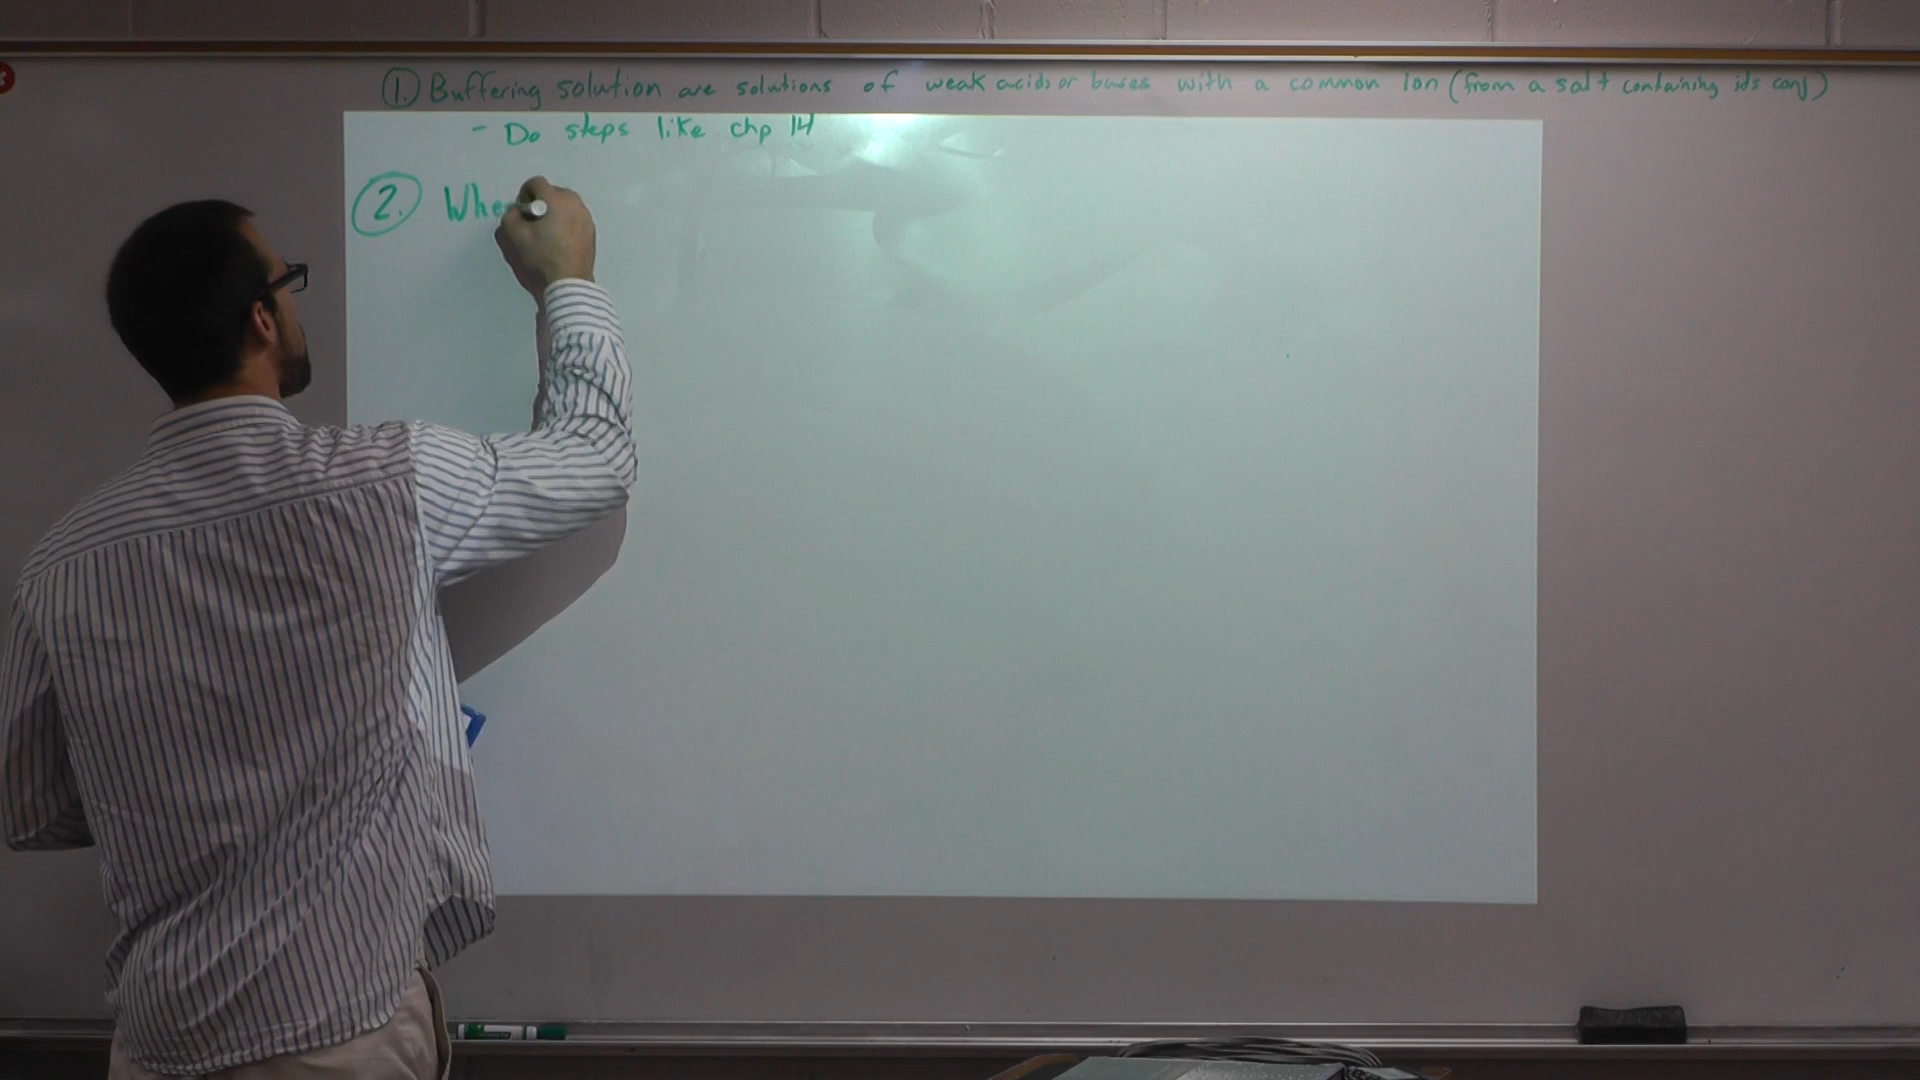 1. Buffering solution are solutions of weak acids or bases with a common Ion (from a salt containing its conj)
- Do steps like chp 14
2. Whe